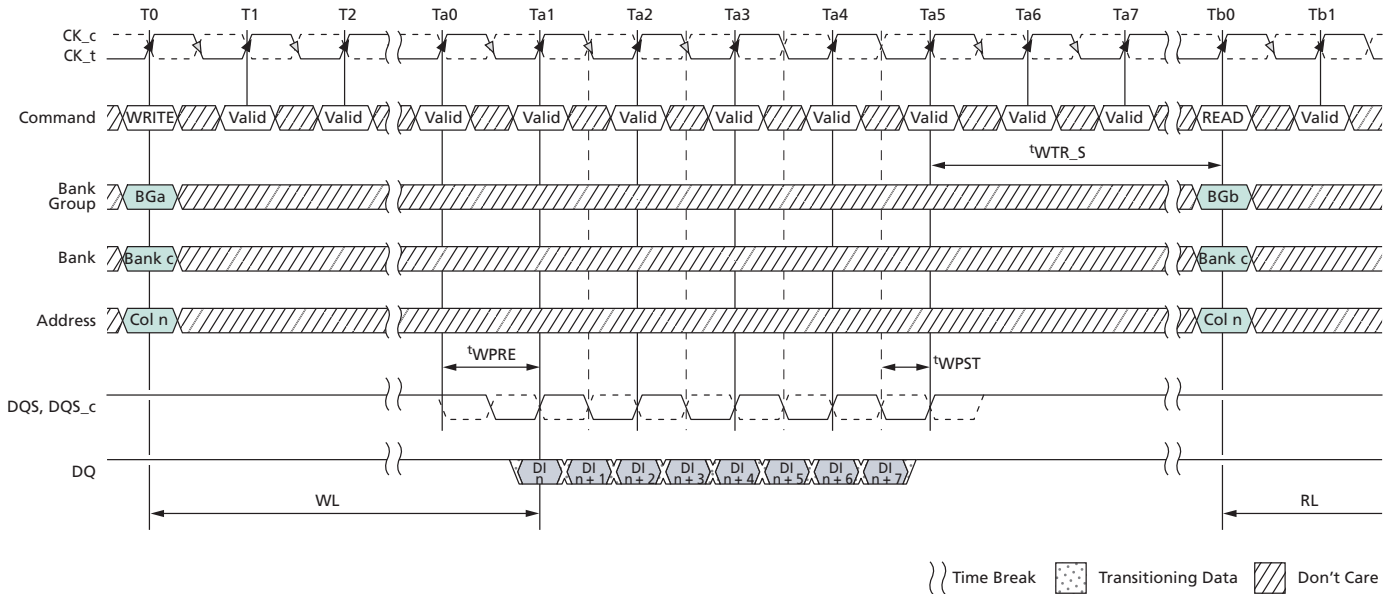 T0 T1 T2 Ta0 Ta1 Ta2 Ta3 Ta4 Ta5 Ta6 Ta7 Tb0 Tb1
CK_c
CK_t
Command WRITE Valid Valid Valid Valid Valid Valid Valid Valid Valid Valid READ Valid
tWTR_S
Bank
Group BGa BGb
Bank Bank c Bank c
Address Col n Col n
tWPRE tWPST
DQS, DQS_c
DQ DI n DI n + 1 DI n + 2 DI n + 3 DI n + 4 DI n + 5 DI n + 6 DI n + 7
WL RL
Time Break Transitioning Data Don't Care